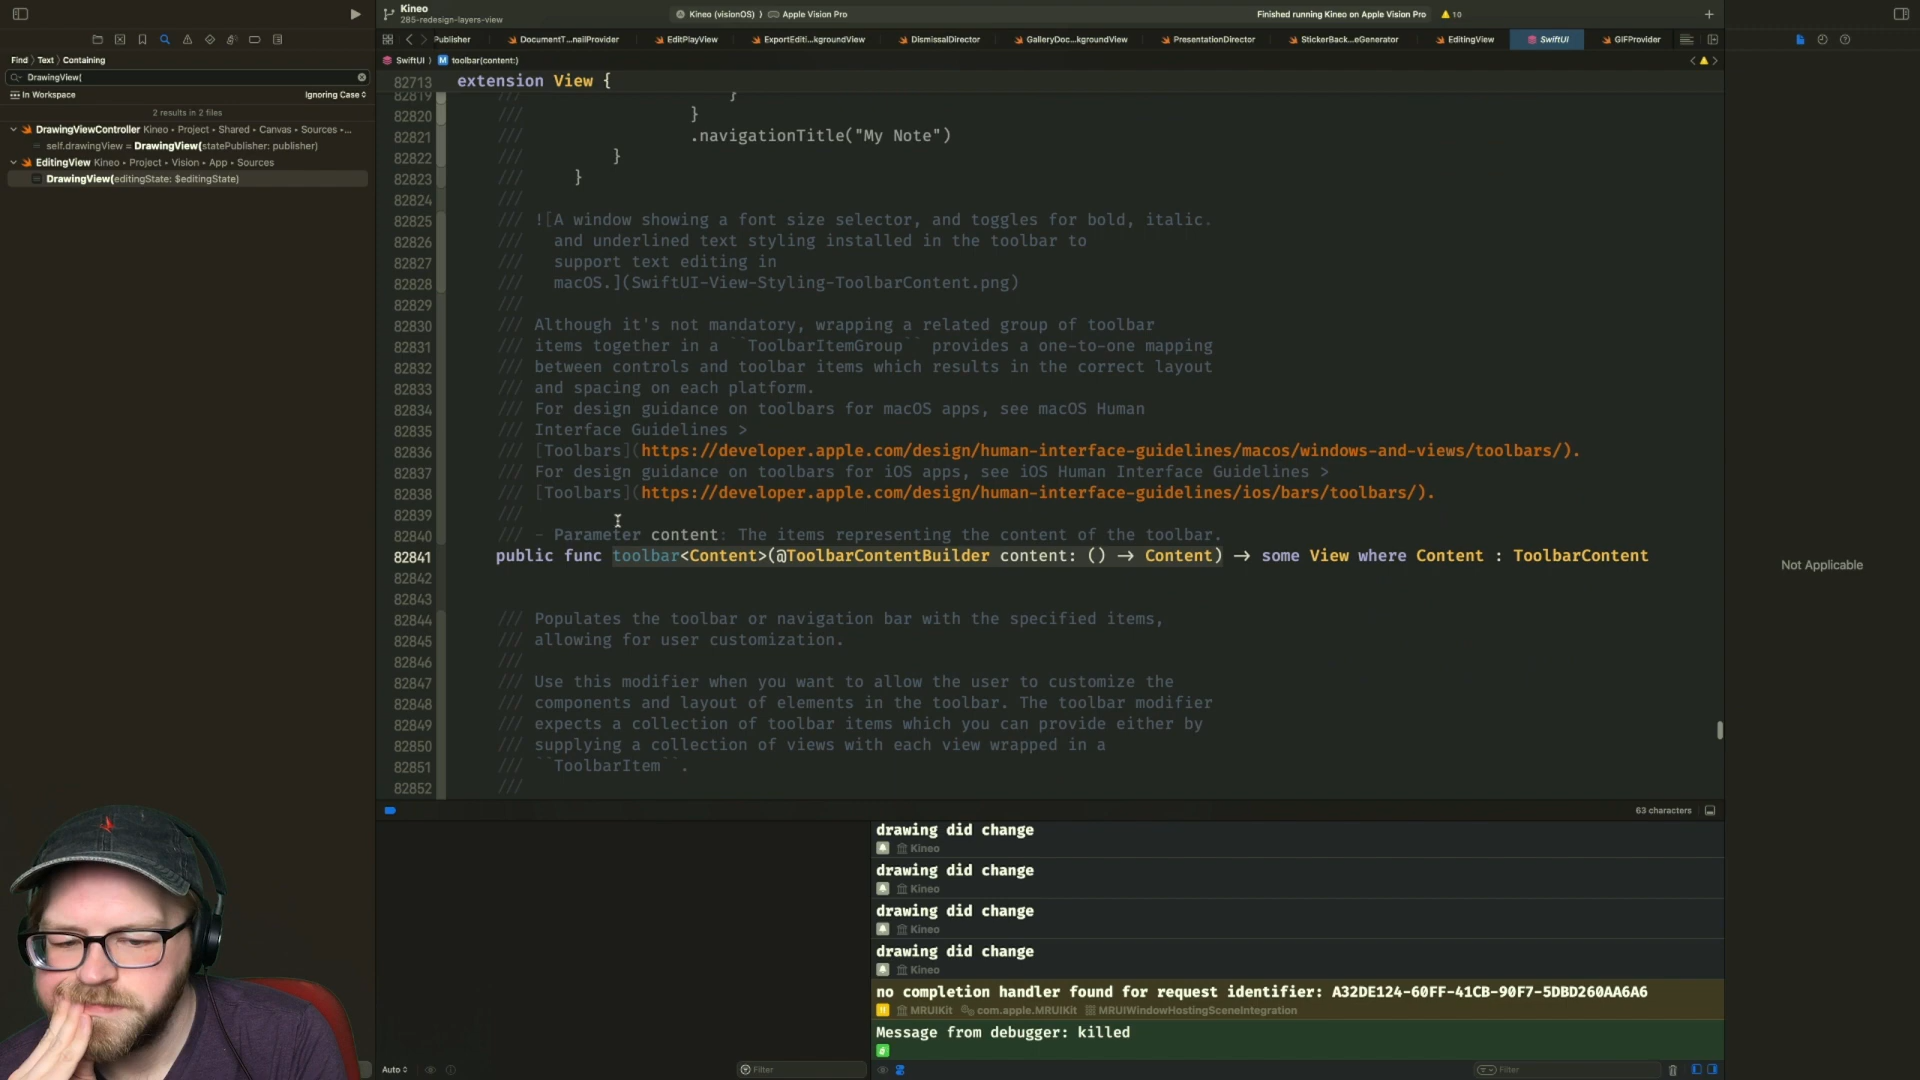 Kineo
285-redesign-layers-view
Kineo (visionOS) 〉 Apple Vision Pro
Finished running Kineo on Apple Vision Pro
10
Publisher
DocumentT...nailProvider
EditPlayView
ExportEditi...kgroundView
DismissalDirector
GalleryDoc...kgroundView
PresentationDirector
StickerBack...eGenerator
EditingView
SwiftUI
GIFProvider
Find 〉 Text 〉 Containing
DrawingView(
In Workspace
Ignoring Case
2 results in 2 files
DrawingViewController Kineo • Project • Shared • Canvas • Sources •...
self.drawingView = DrawingView(statePublisher: publisher)
EditingView Kineo • Project • Vision • App • Sources
DrawingView(editingState: $editingState)
SwiftUI 〉 M toolbar(content:)
82713 extension View {
82819 /// }
82820 /// }
82821 /// .navigationTitle("My Note")
82822 /// }
82823 /// }
82824 ///
82825 /// ![A window showing a font size selector, and toggles for bold, italic.
82826 /// and underlined text styling installed in the toolbar to
82827 /// support text editing in
82828 /// macOS.](SwiftUI-View-Styling-ToolbarContent.png)
82829 ///
82830 /// Although it's not mandatory, wrapping a related group of toolbar
82831 /// items together in a ``ToolbarItemGroup`` provides a one-to-one mapping
82832 /// between controls and toolbar items which results in the correct layout
82833 /// and spacing on each platform.
82834 /// For design guidance on toolbars for macOS apps, see macOS Human
82835 /// Interface Guidelines >
82836 /// [Toolbars](https://developer.apple.com/design/human-interface-guidelines/macos/windows-and-views/toolbars/).
82837 /// For design guidance on toolbars for iOS apps, see iOS Human Interface Guidelines >
82838 /// [Toolbars](https://developer.apple.com/design/human-interface-guidelines/ios/bars/toolbars/).
82839 ///
82840 /// - Parameter content: The items representing the content of the toolbar.
82841 public func toolbar<Content>(@ToolbarContentBuilder content: () -> Content) -> some View where Content : ToolbarContent
82842
82843
82844 /// Populates the toolbar or navigation bar with the specified items,
82845 /// allowing for user customization.
82846 ///
82847 /// Use this modifier when you want to allow the user to customize the
82848 /// components and layout of elements in the toolbar. The toolbar modifier
82849 /// expects a collection of toolbar items which you can provide either by
82850 /// supplying a collection of views with each view wrapped in a
82851 /// ``ToolbarItem``.
82852 ///
Not Applicable
63 characters
drawing did change
Kineo
drawing did change
Kineo
drawing did change
Kineo
drawing did change
Kineo
no completion handler found for request identifier: A32DE124-60FF-41CB-90F7-5DBD260AA6A6
MRUIKit com.apple.MRUIKit MRUIWindowHostingSceneIntegration
Message from debugger: killed
Auto
Filter
Filter